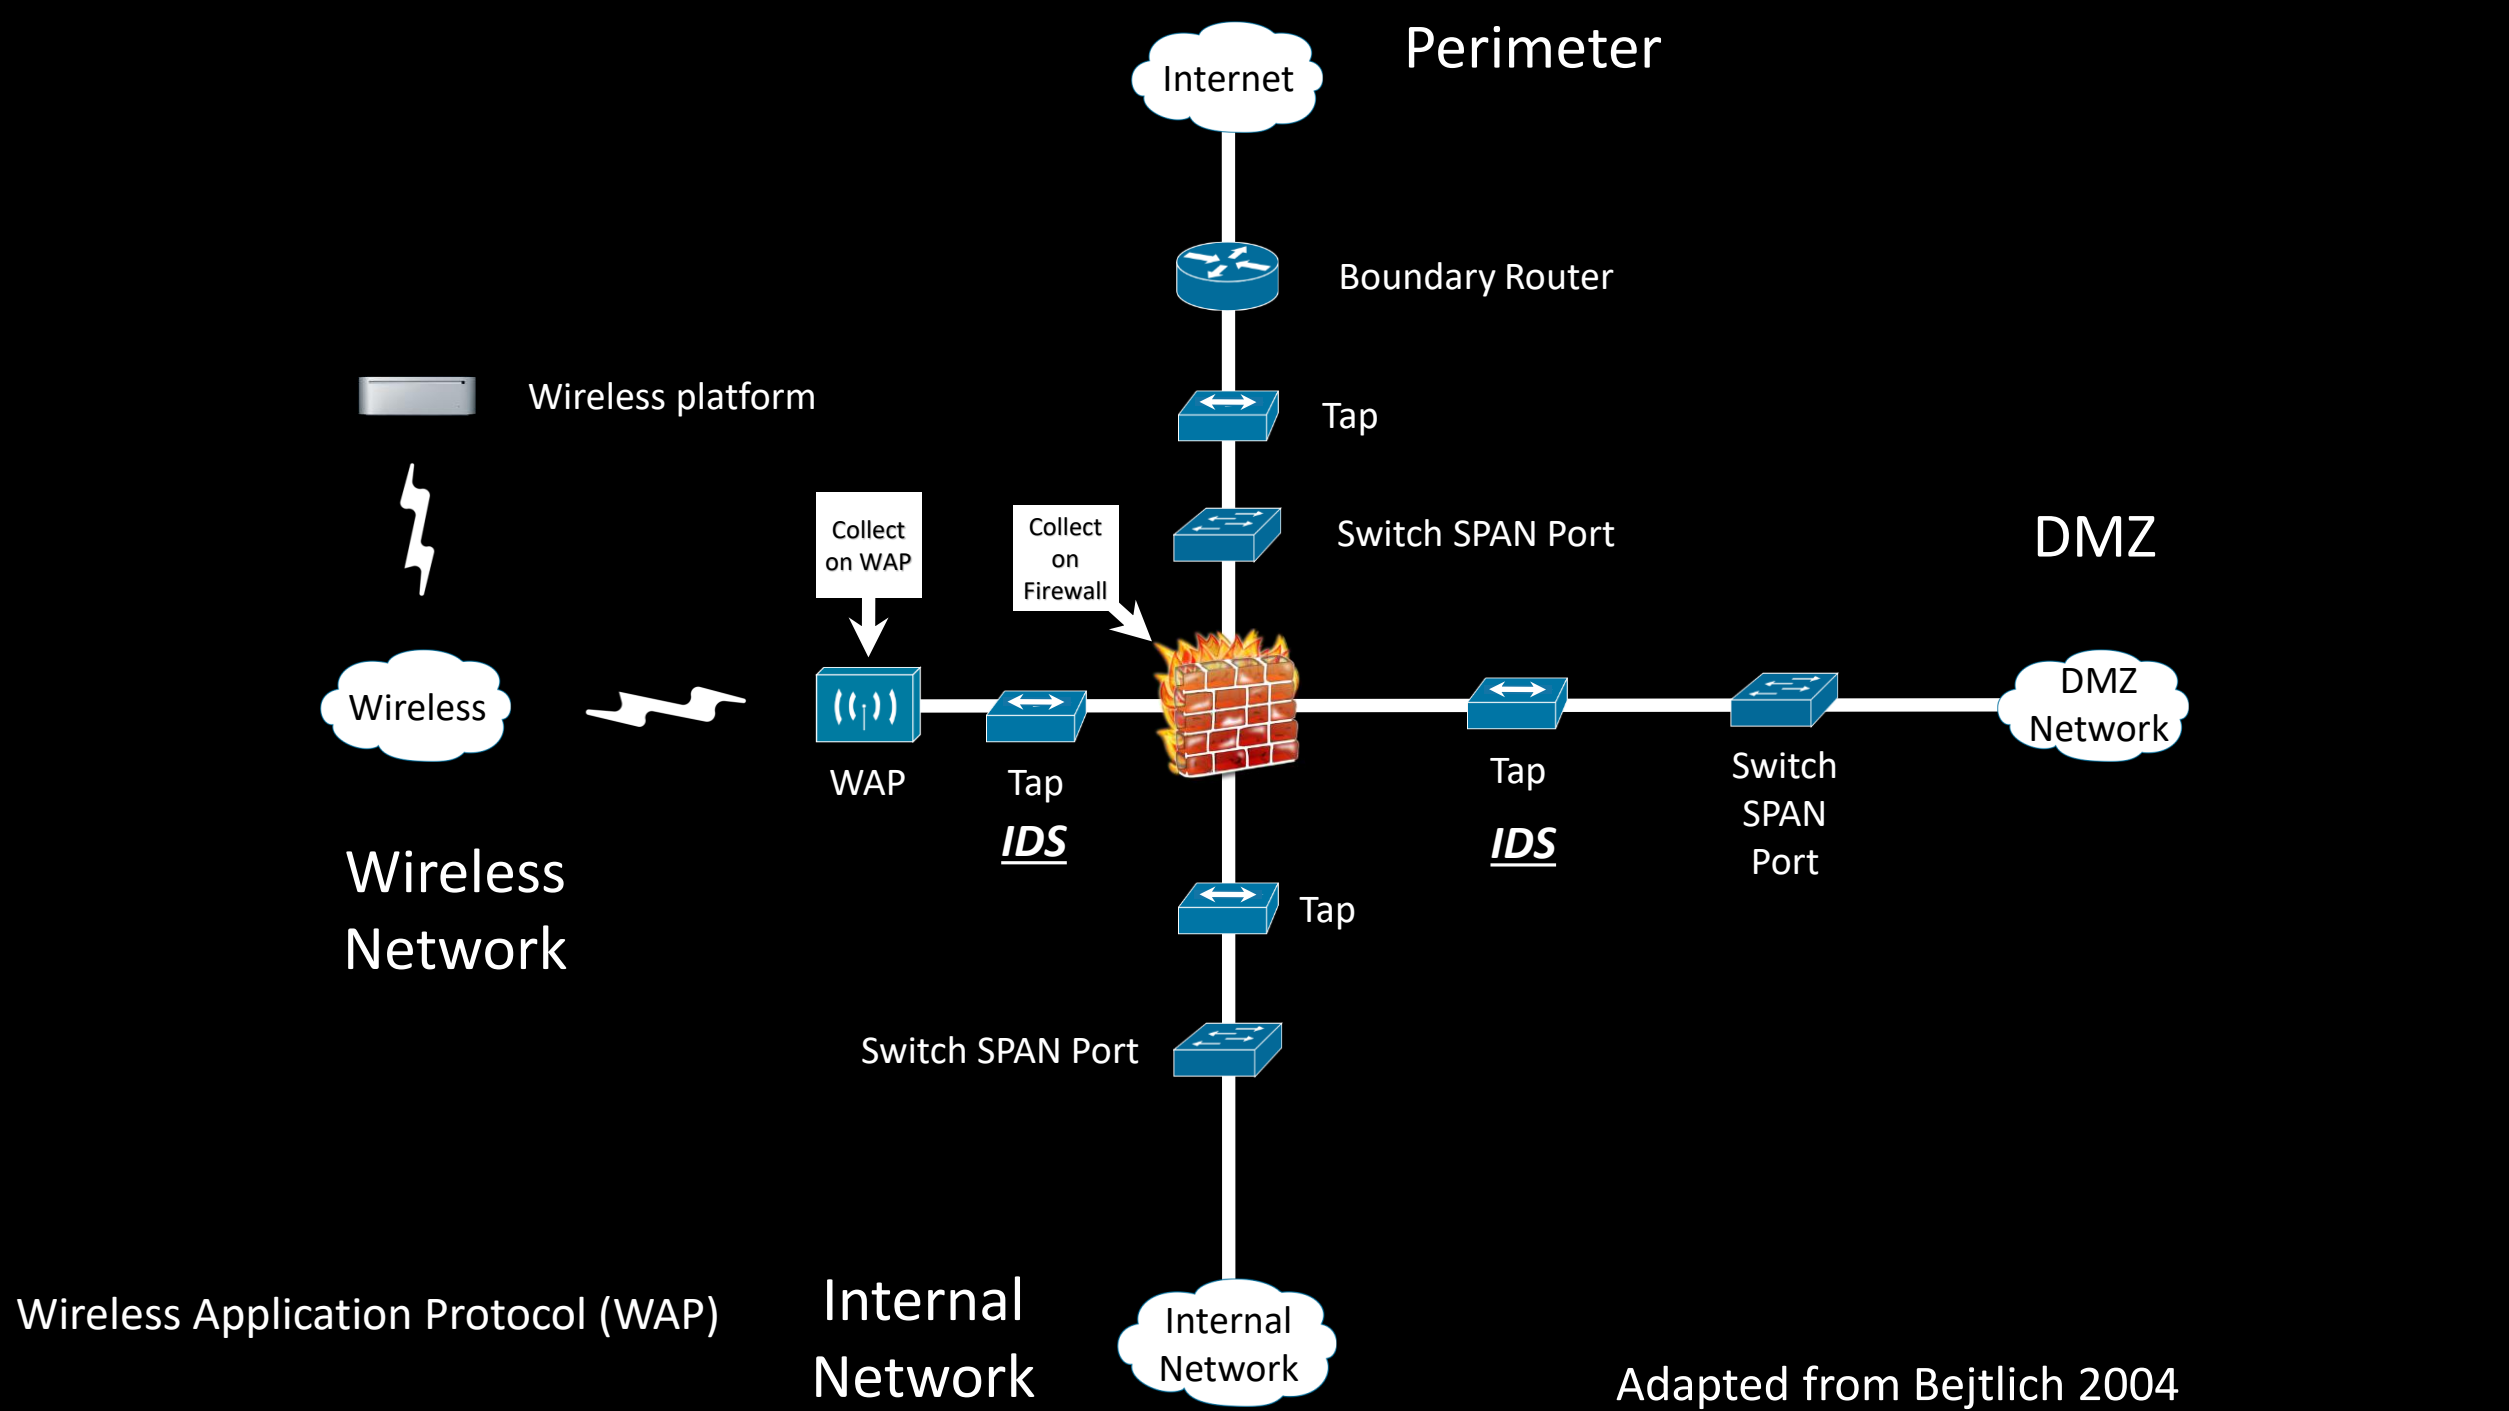 Internet
Perimeter
Boundary Router
Wireless platform
Tap
Collect
on WAP
Collect
on
Firewall
Switch SPAN Port
DMZ
Wireless
WAP
Tap
IDS
Tap
IDS
Switch
SPAN
Port
DMZ
Network
Wireless
Network
Tap
Switch SPAN Port
Wireless Application Protocol (WAP)
Internal
Network
Internal
Network
Adapted from Bejtlich 2004